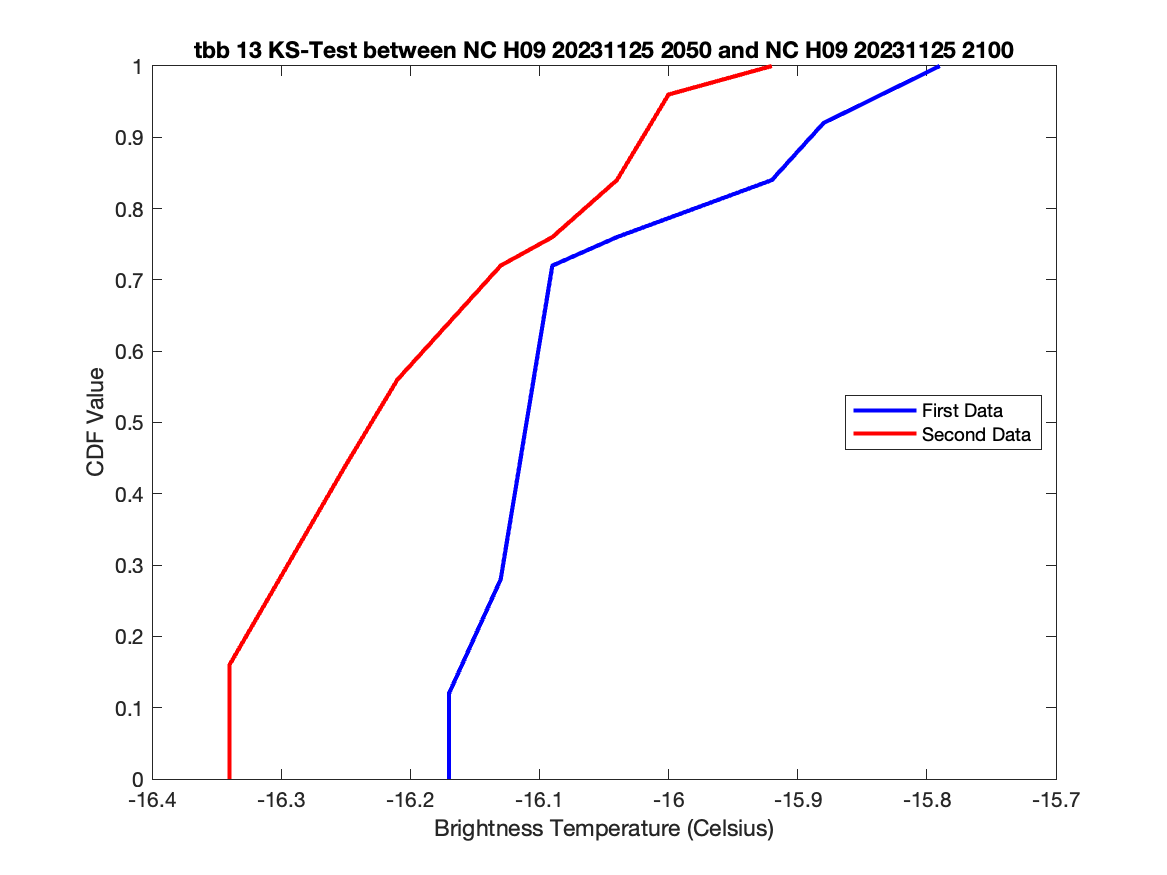 tbb 13 KS-Test between NC H09 20231125 2050 and NC H09 20231125 2100
1
0.9
0.8
0.7
0.6
0.5
0.4
0.3
0.2
0.1
0
CDF Value
First Data
Second Data
-16.4 -16.3 -16.2 -16.1 -16 -15.9 -15.8 -15.7
Brightness Temperature (Celsius)